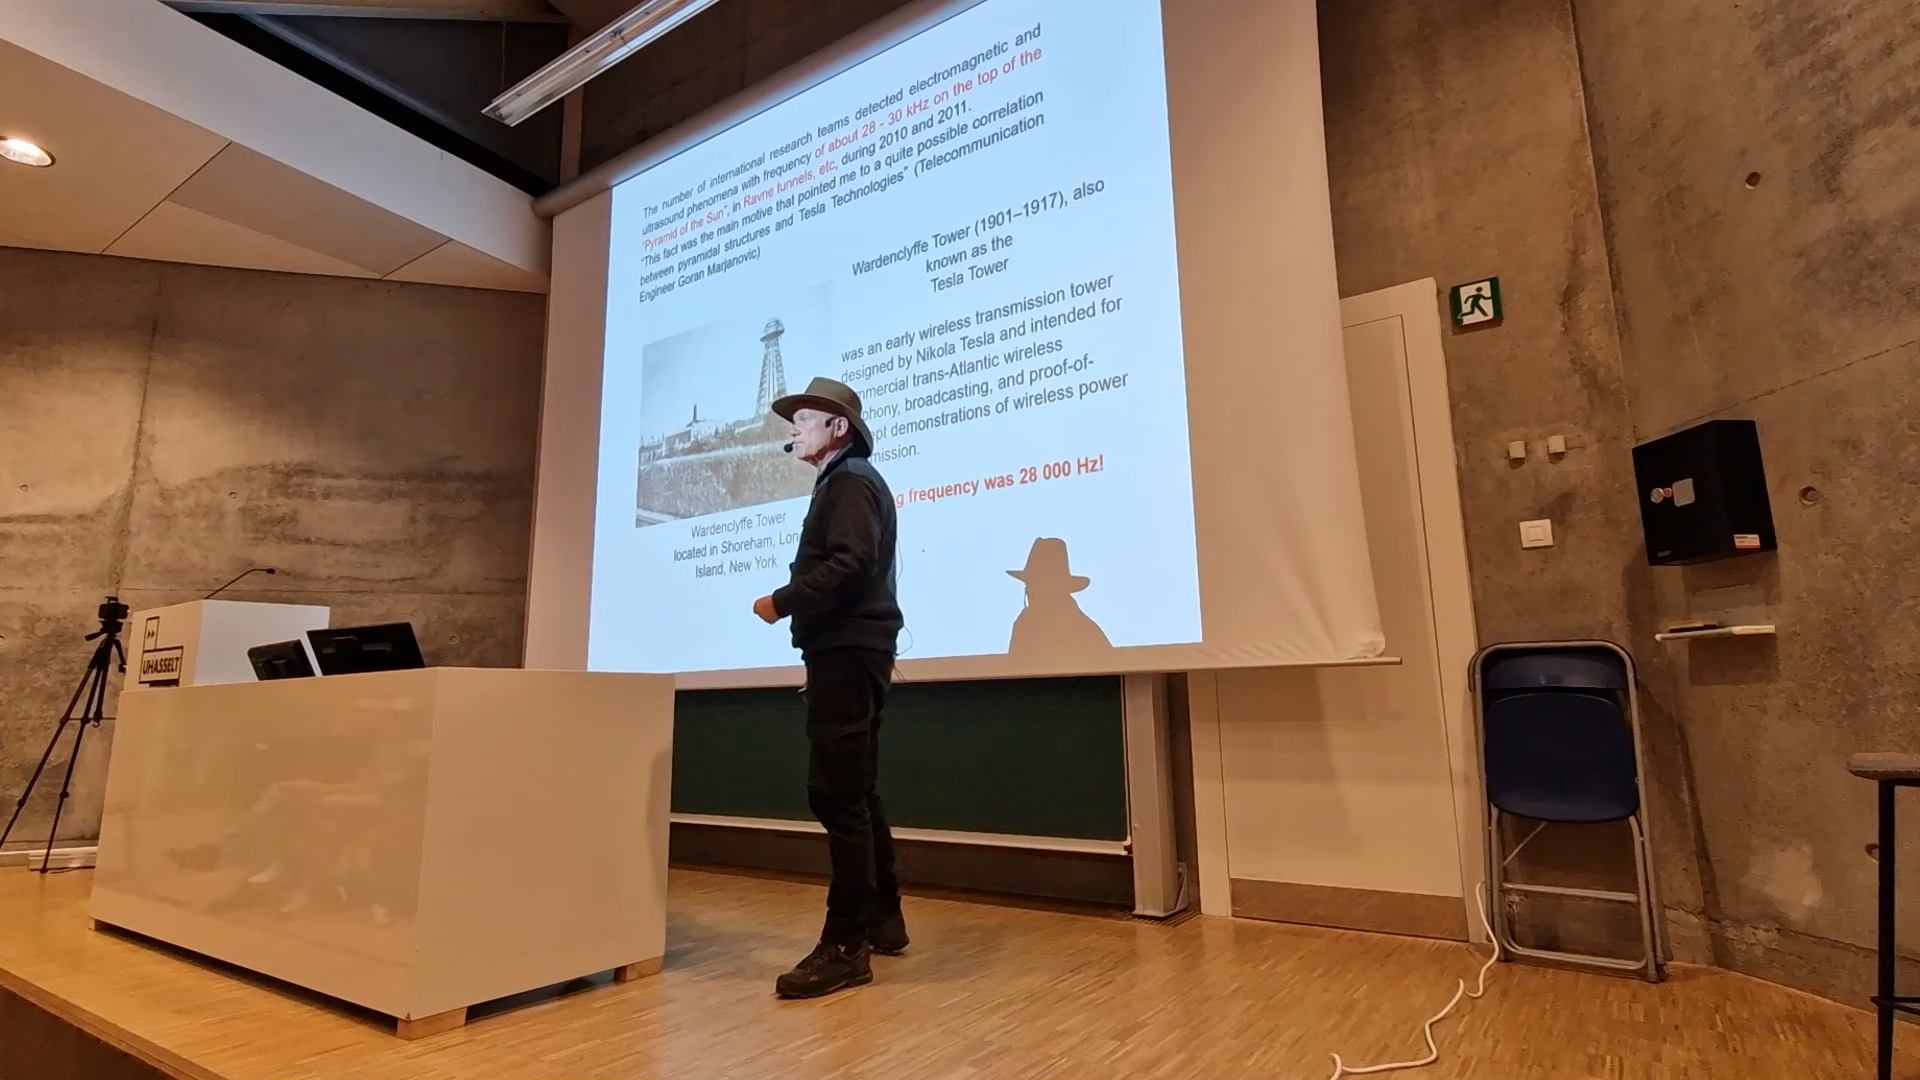 The number of international research teams detected electromagnetic and
ultrasound phenomena with frequency of about 28 - 30 kHz on the top of the
"Pyramid of the Sun", in Ravne tunnels, etc, during 2010 and 2011.
"This fact was the main motive that pointed me to a quite possible correlation
between pyramidal structures and Tesla Technologies" (Telecommunication
Engineer Goran Marjanovic)
Wardenclyffe Tower (1901–1917), also
known as the
Tesla Tower
was an early wireless transmission tower
designed by Nikola Tesla and intended for
mmercial trans-Atlantic wireless
phony, broadcasting, and proof-of-
ept demonstrations of wireless power
mission.
g frequency was 28 000 Hz!
Wardenclyffe Tower
located in Shoreham, Lon
Island, New York
UHASSELT